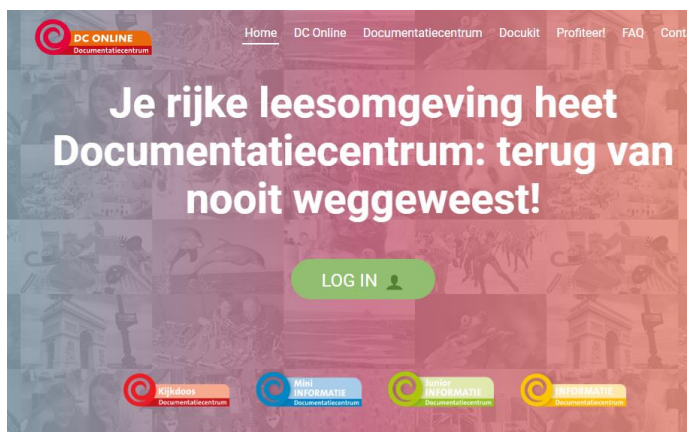 DC ONLINE
Documentatiecentrum
Home DC Online Documentatiecentrum Docukit Profiteer! FAQ Cont
Je rijke leesomgeving heet
Documentatiecentrum: terug van
nooit weggeweest!
LOG IN
Kijkdoos
Documentatiecentrum
Mini
INFORMATIE
Documentatiecentrum
Junior
INFORMATIE
Documentatiecentrum
INFORMATIE
Documentatiecentrum